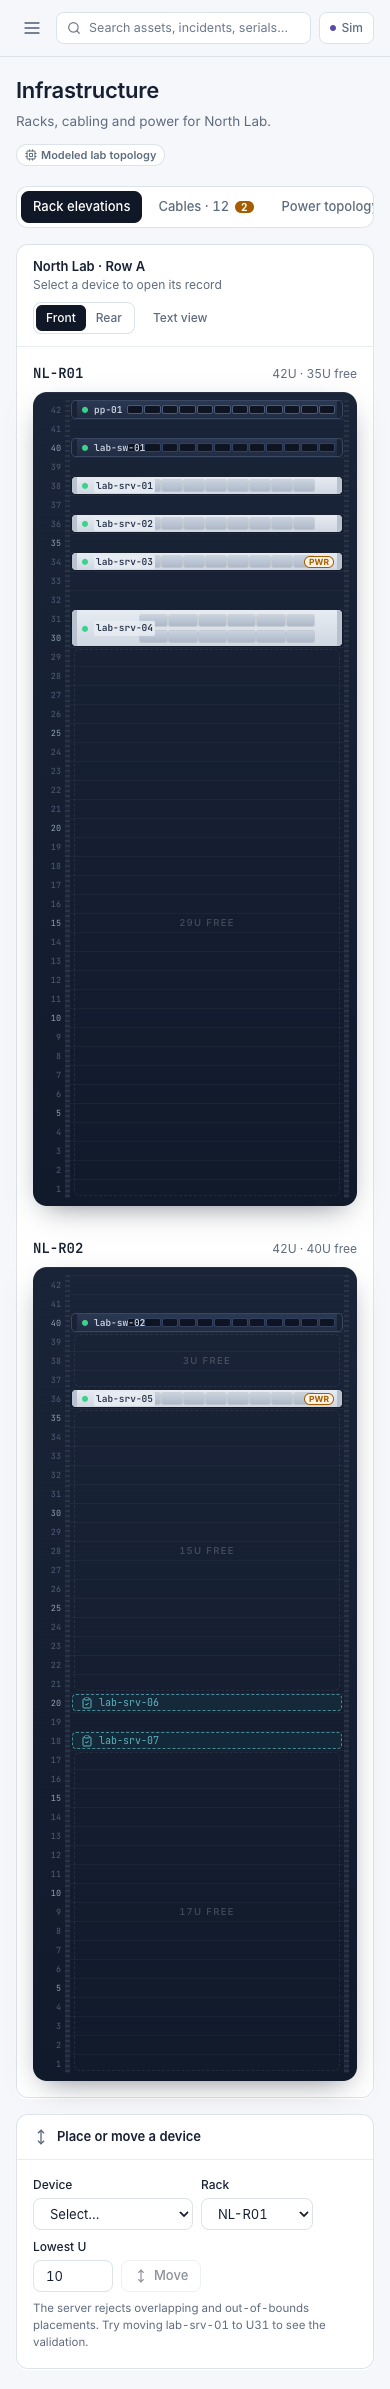 Search assets, incidents, serials...
Sim
Infrastructure
Racks, cabling and power for North Lab.
Modeled lab topology
Rack elevations
Cables · 12 2
Power topology
North Lab · Row A
Select a device to open its record
Front
Rear
Text view
NL-R01
42U · 35U free
42
pp-01
41
40
lab-sw-01
38
lab-srv-01
37
36
lab-srv-02
35
34
lab-srv-03
PWR
33
32
31
lab-srv-04
30
29
28
27
26
25
24
23
22
21
20
19
18
17
16
15
29U FREE
14
13
12
11
10
9
8
7
6
5
4
3
2
1
NL-R02
42U · 40U free
42
41
40
lab-sw-02
39
38
3U FREE
37
36
lab-srv-05
PWR
35
34
33
32
31
30
29
28
15U FREE
27
26
25
24
23
22
21
20
lab-srv-06
19
18
lab-srv-07
17
16
15
14
13
12
11
10
9
17U FREE
8
7
6
5
4
3
2
1
Place or move a device
Device
Rack
Select...
NL-R01
Lowest U
10
Move
The server rejects overlapping and out-of-bounds
placements. Try moving lab-srv-01 to U31 to see the
validation.